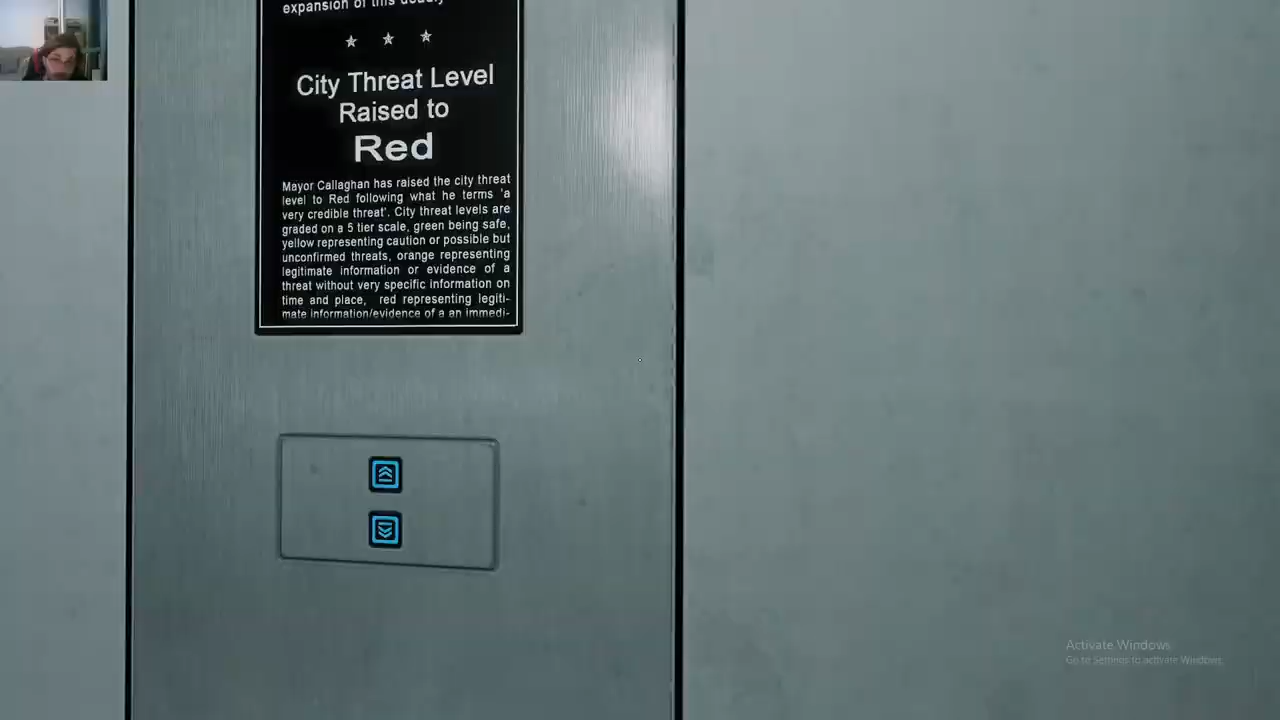 expansion of this deadly
City Threat Level
Raised to
Red
Mayor Callaghan has raised the city threat
level to Red following what he terms 'a
very credible threat'. City threat levels are
graded on a 5 tier scale, green being safe,
yellow representing caution or possible but
unconfirmed threats, orange representing
legitimate information or evidence of a
threat without very specific information on
time and place, red representing legiti-
mate information/evidence of a an immedi-
Activate Windows
Go to Settings to activate Windows.